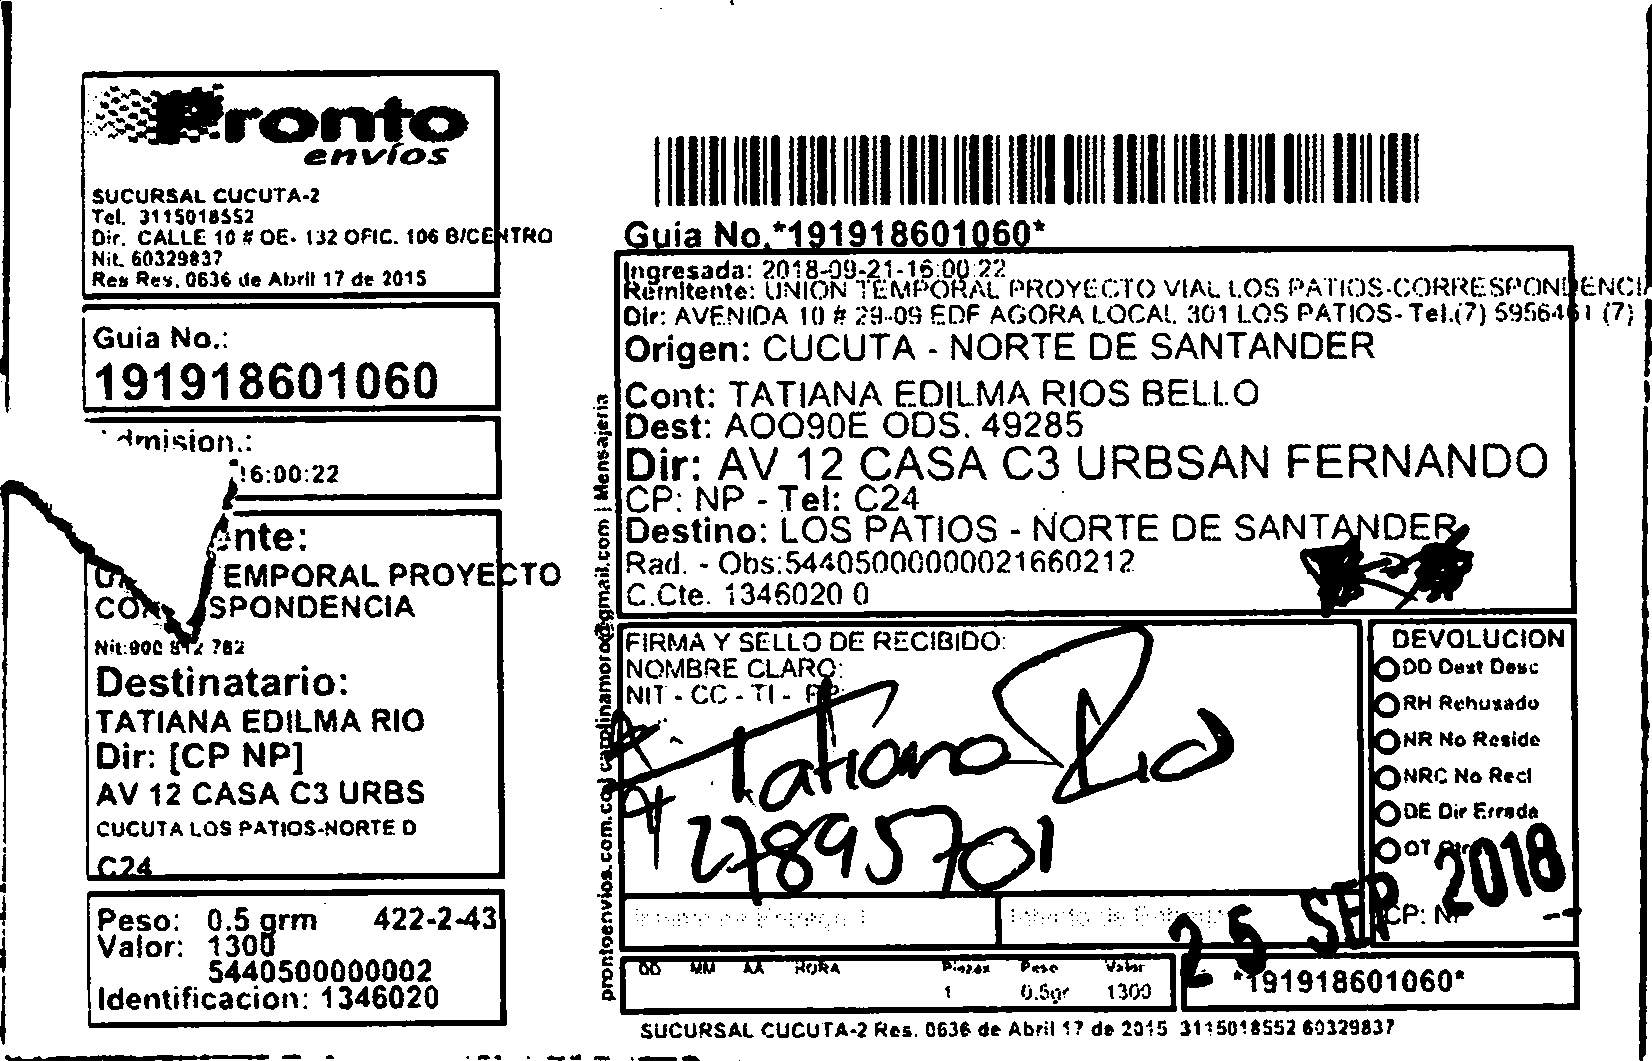 Pronto
envíos
SUCURSAL CUCUTA-2
Tel. 3115018552
Dir. CALLE 10 # OE- 132 OFIC. 106 B/CENTRO
Nit. 60329837
Res Res. 0636 de Abril 17 de 2015
Guia No.:
191918601060
dmision.:
16:00:22
nte:
EMPORAL PROYECTO
SPONDENCIA
Destinatario:
TATIANA EDILMA RIO
Dir: [CP NP]
AV 12 CASA C3 URBS
CUCUTA LOS PATIOS-NORTE D
C24
Peso: 0.5 grm 422-2-43
Valor: 1300
5440500000002
Identificacion: 1346020
prontoenvios.com.co | carolinamoro@gmail.com | Mensajeria
Guia No.*191918601060*
Ingresada: 2018-09-21-16:00:22
Remitente: UNION TEMPORAL PROYECTO VIAL LOS PATIOS-CORRESPONDENCIA
Dir: AVENIDA 10 # 29-09 EDF AGORA LOCAL 301 LOS PATIOS- Tel.(7) 5956461 (7)
Origen: CUCUTA - NORTE DE SANTANDER
Cont: TATIANA EDILMA RIOS BELLO
Dest: AOO90E ODS. 49285
Dir: AV 12 CASA C3 URBSAN FERNANDO
CP: NP - Tel: C24
Destino: LOS PATIOS - NORTE DE SANTANDER
Rad. - Obs:544050000000021660212
C.Cte. 1346020 0
FIRMA Y SELLO DE RECIBIDO:
NOMBRE CLARO:
NIT - CC - TI -
Tatiana Rio
27895701
DEVOLUCION
DD Dest Desc
RH Rehusado
NR No Reside
NRC No Recl
DE Dir Errada
OT
CP: NP
25 SEP 2018
DD MM AA HORA Piezas Peso Valor
1 0.5gr 1300
*191918601060*
SUCURSAL CUCUTA-2 Res. 0636 de Abril 17 de 2015 3115018552 60329837